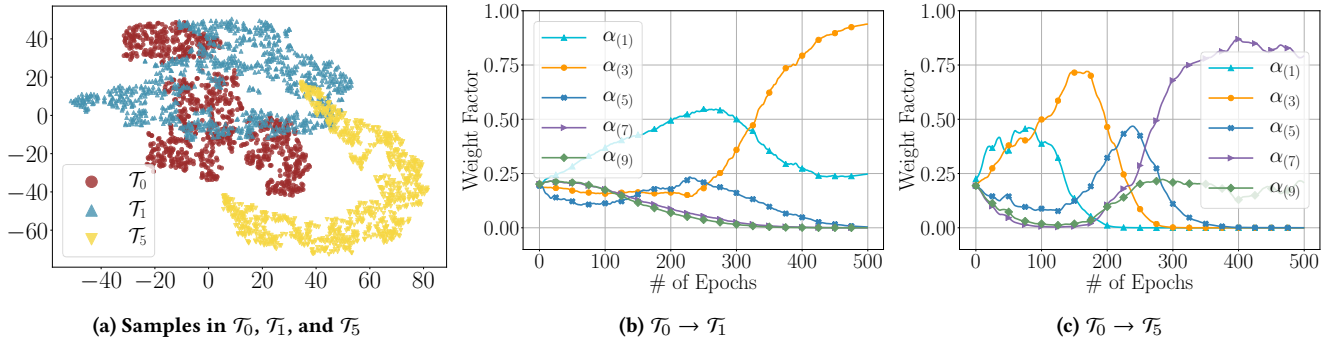 40
20
0
−20
−40
−60
−40
−20
0
20
40
60
80
𝒯₀
𝒯₁
𝒯₅
(a) Samples in 𝒯₀, 𝒯₁, and 𝒯₅
Weight Factor
1.00
0.75
0.50
0.25
0.00
α(1)
α(3)
α(5)
α(7)
α(9)
0
100
200
300
400
500
# of Epochs
(b) 𝒯₀ → 𝒯₁
Weight Factor
1.00
0.75
0.50
0.25
0.00
α(1)
α(3)
α(5)
α(7)
α(9)
0
100
200
300
400
500
# of Epochs
(c) 𝒯₀ → 𝒯₅